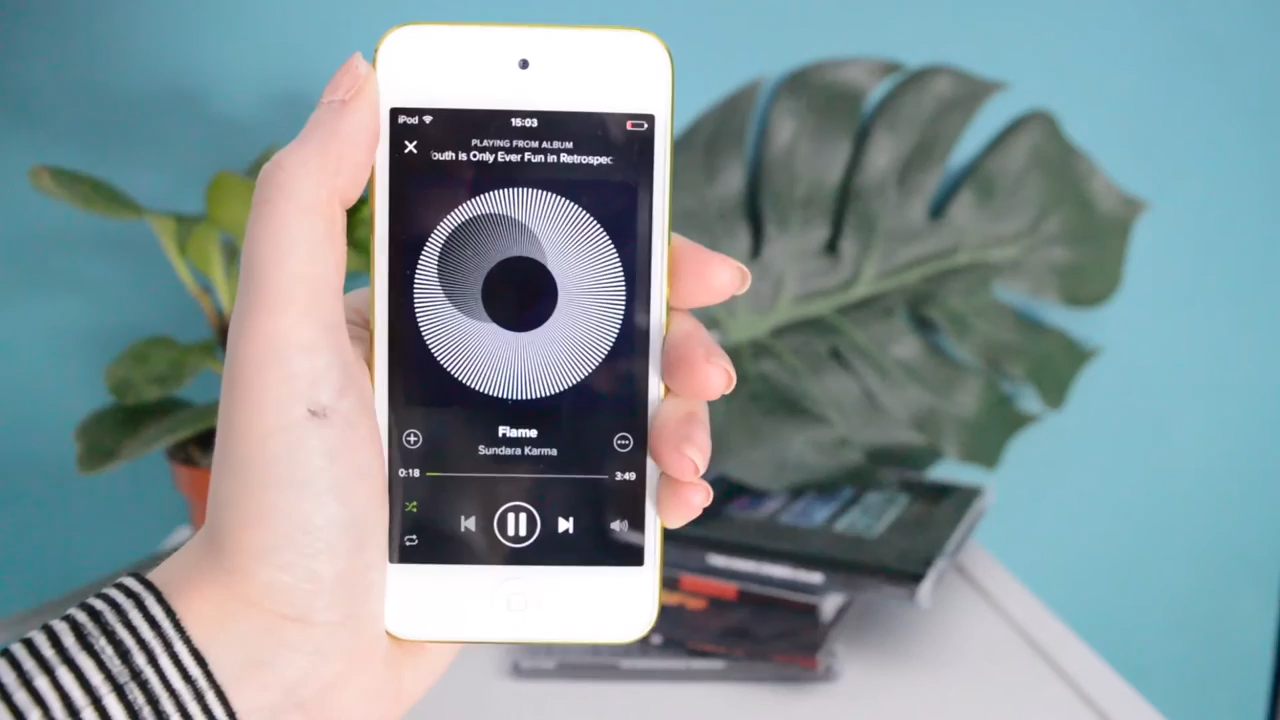 iPod 15:03
PLAYING FROM ALBUM
outh is Only Ever Fun in Retrospec
Flame
Sundara Karma
0:18 3:49